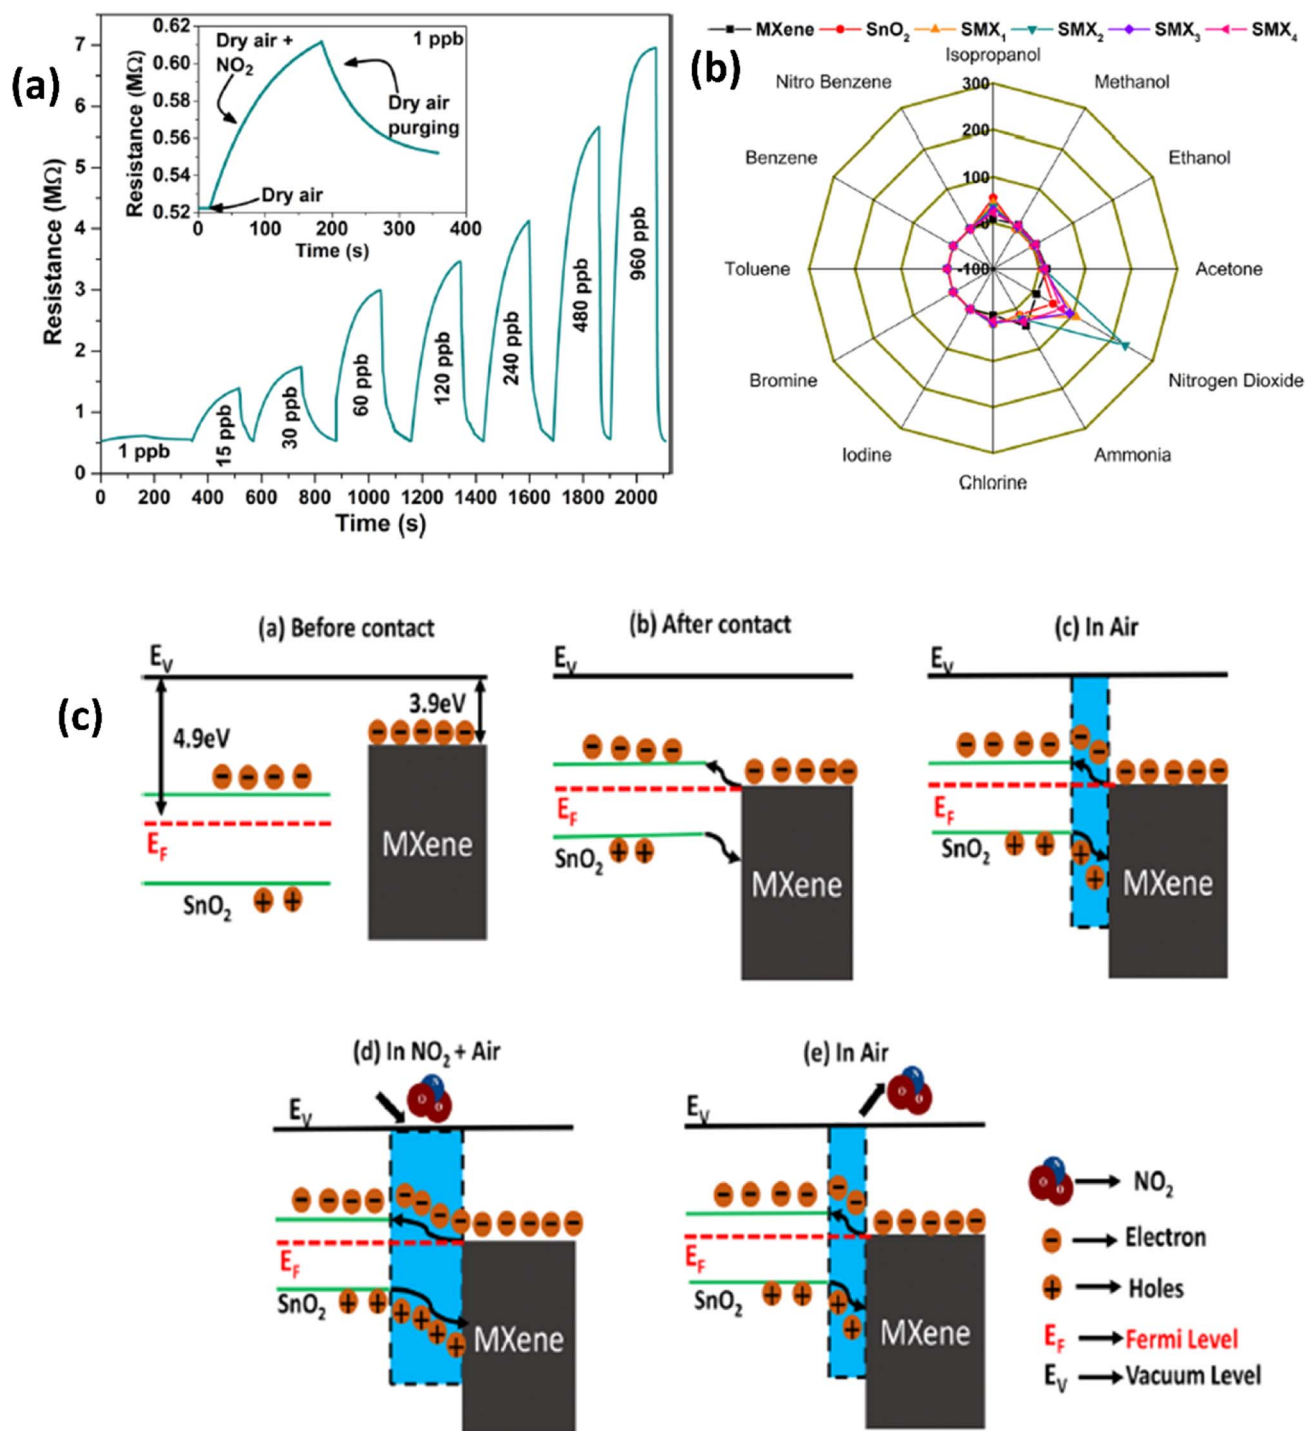 (a)
Resistance (MΩ)
7
6
5
4
3
2
1
0
0 200 400 600 800 1000 1200 1400 1600 1800 2000
Time (s)
1 ppb
15 ppb
30 ppb
60 ppb
120 ppb
240 ppb
480 ppb
960 ppb
Resistance (MΩ)
0.62
0.60
0.58
0.56
0.54
0.52
0 100 200 300 400
Time (s)
Dry air +
NO2
1 ppb
Dry air
purging
Dry air
(b)
MXene SnO2 SMX1 SMX2 SMX3 SMX4
Isopropanol
Nitro Benzene
Methanol
Benzene
Ethanol
Toluene
Acetone
Bromine
Nitrogen Dioxide
Iodine
Ammonia
Chlorine
300
200
100
-0
-100
(c)
(a) Before contact
EV
4.9eV
3.9eV
EF
SnO2
MXene
(b) After contact
EV
EF
SnO2
MXene
(c) In Air
EV
EF
SnO2
MXene
(d) In NO2 + Air
EV
EF
SnO2
MXene
(e) In Air
EV
EF
SnO2
MXene
NO2
Electron
Holes
EF Fermi Level
EV Vacuum Level